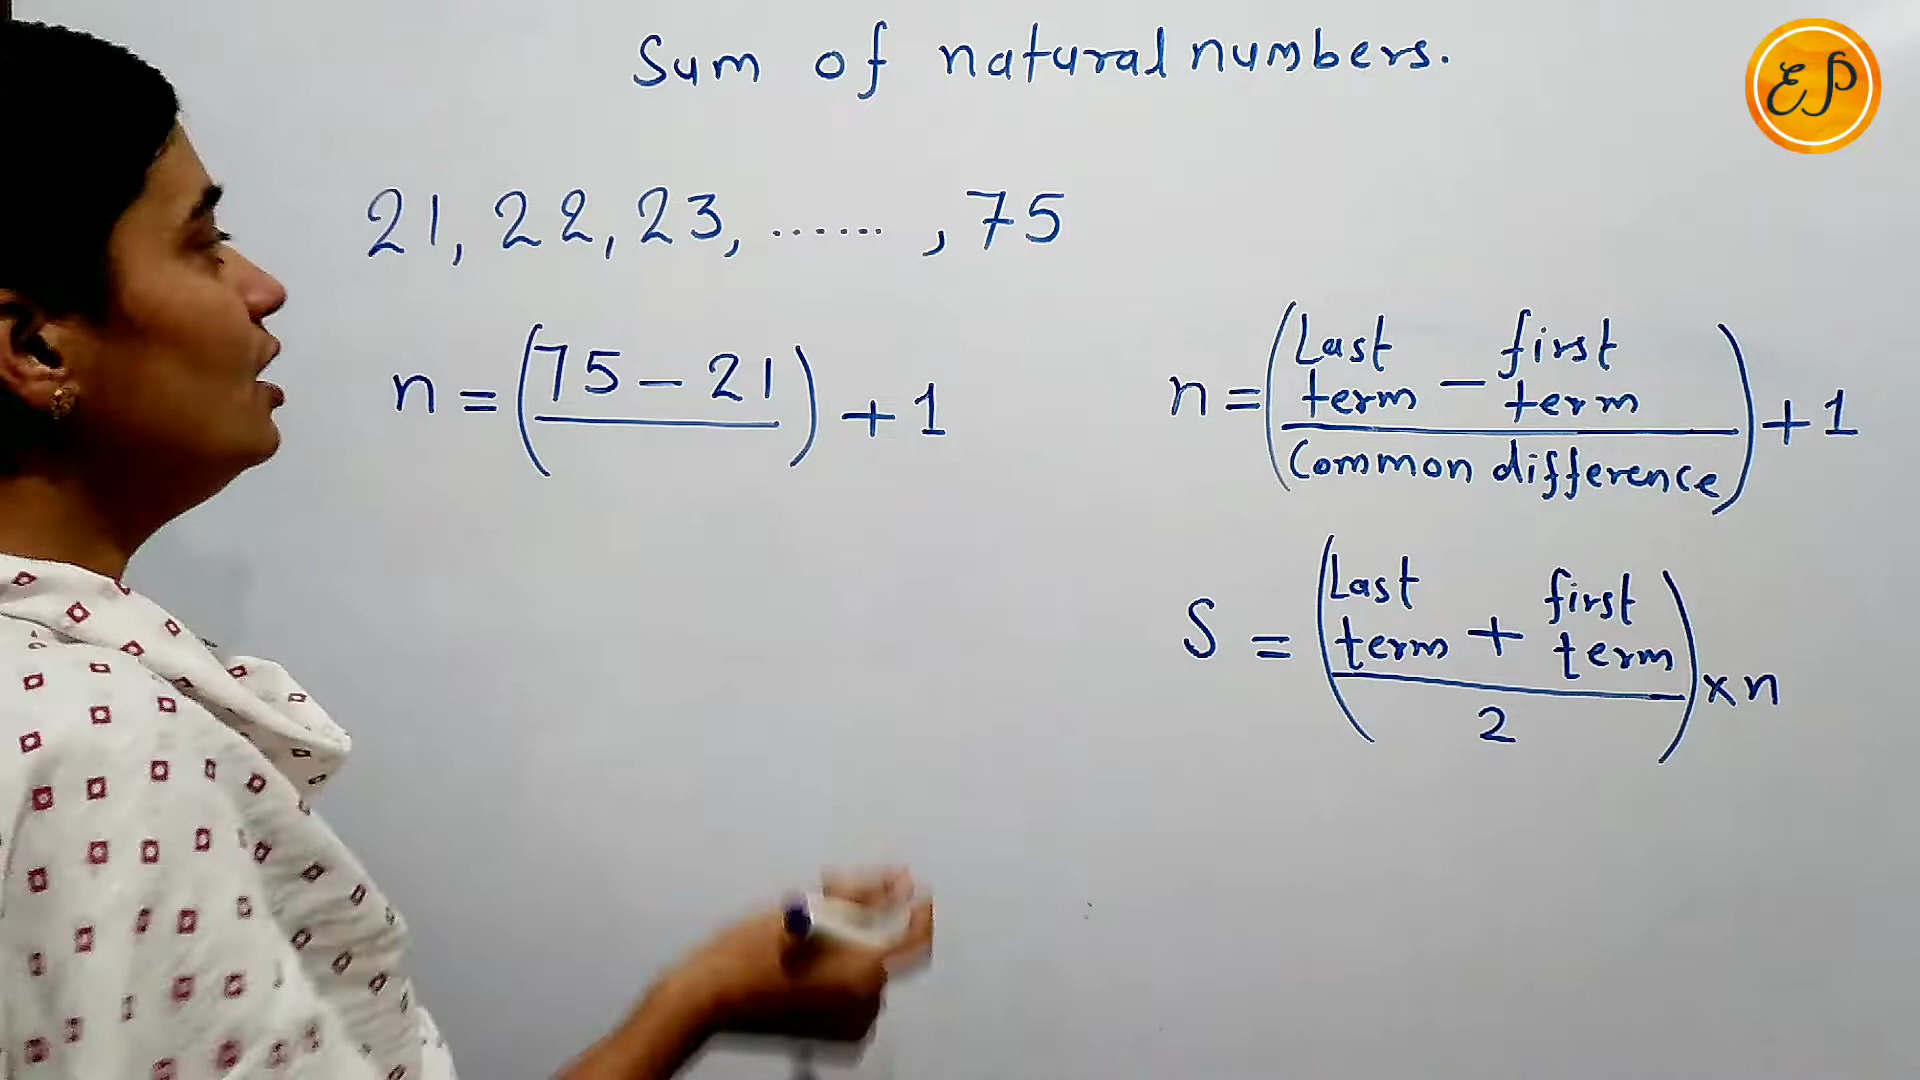 Sum of natural numbers.
EP
21, 22, 23, ...... , 75
n = (75 - 21 / ) + 1
n = (Last term - first term / Common difference) + 1
S = (Last term + first term / 2) × n